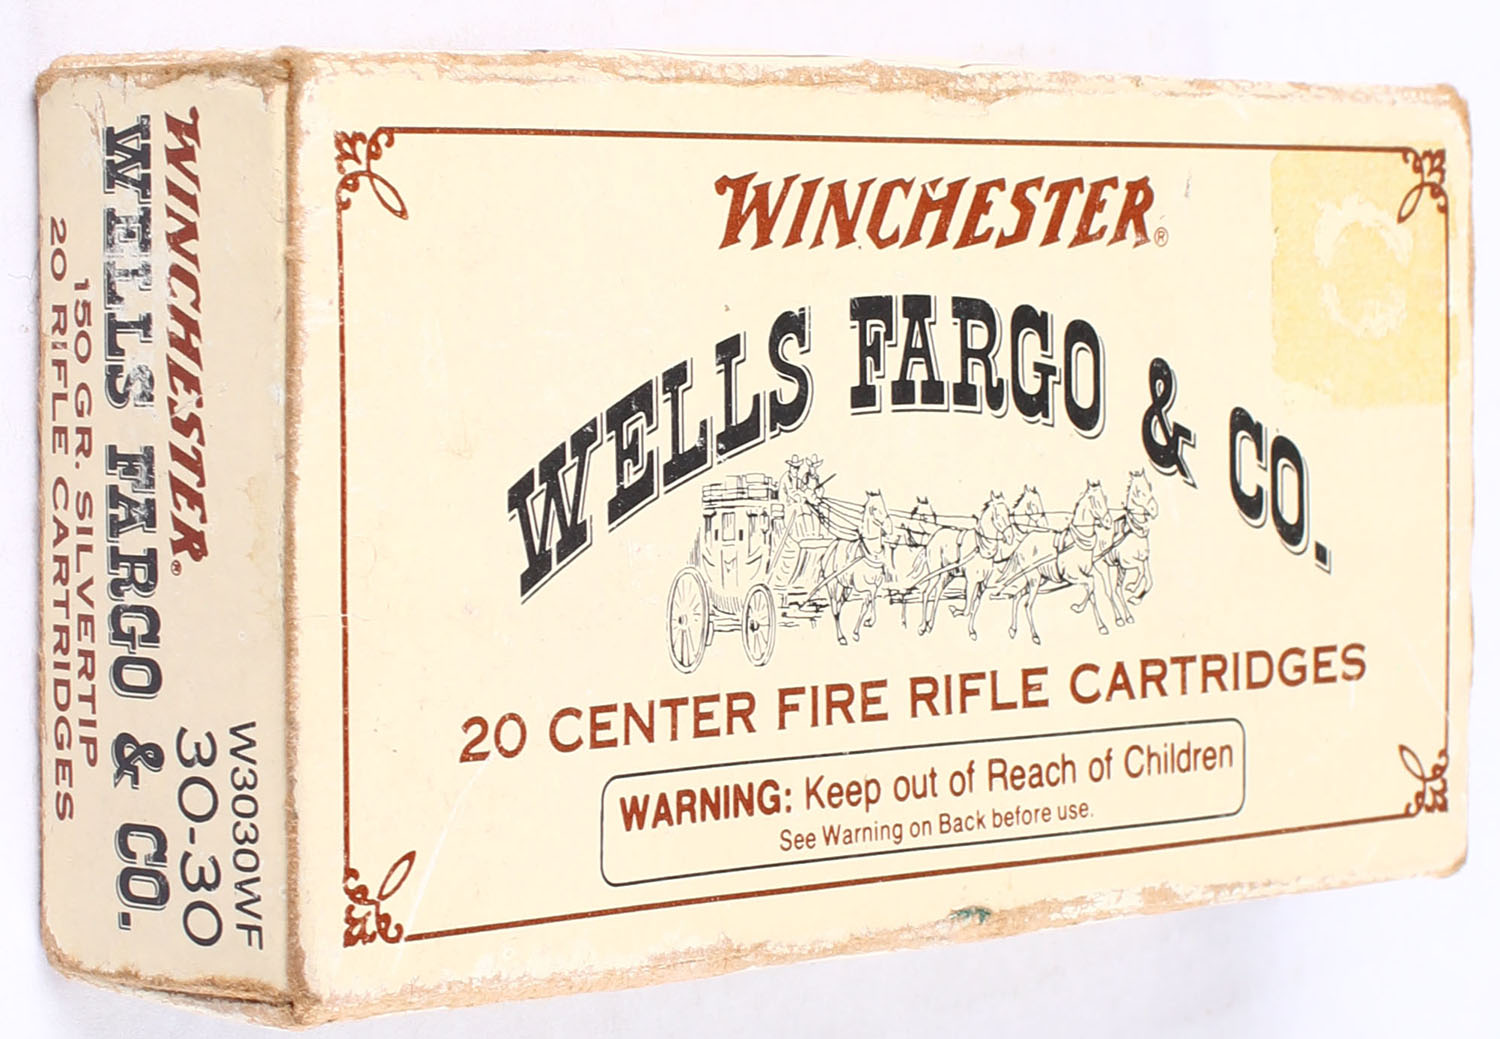 WINCHESTER®
WELLS FARGO & CO.
20 CENTER FIRE RIFLE CARTRIDGES
WARNING: Keep out of Reach of Children
See Warning on Back before use.
W3030WF
30-30
WINCHESTER®
WELLS FARGO & CO.
150 GR. SILVERTIP
20 RIFLE CARTRIDGES